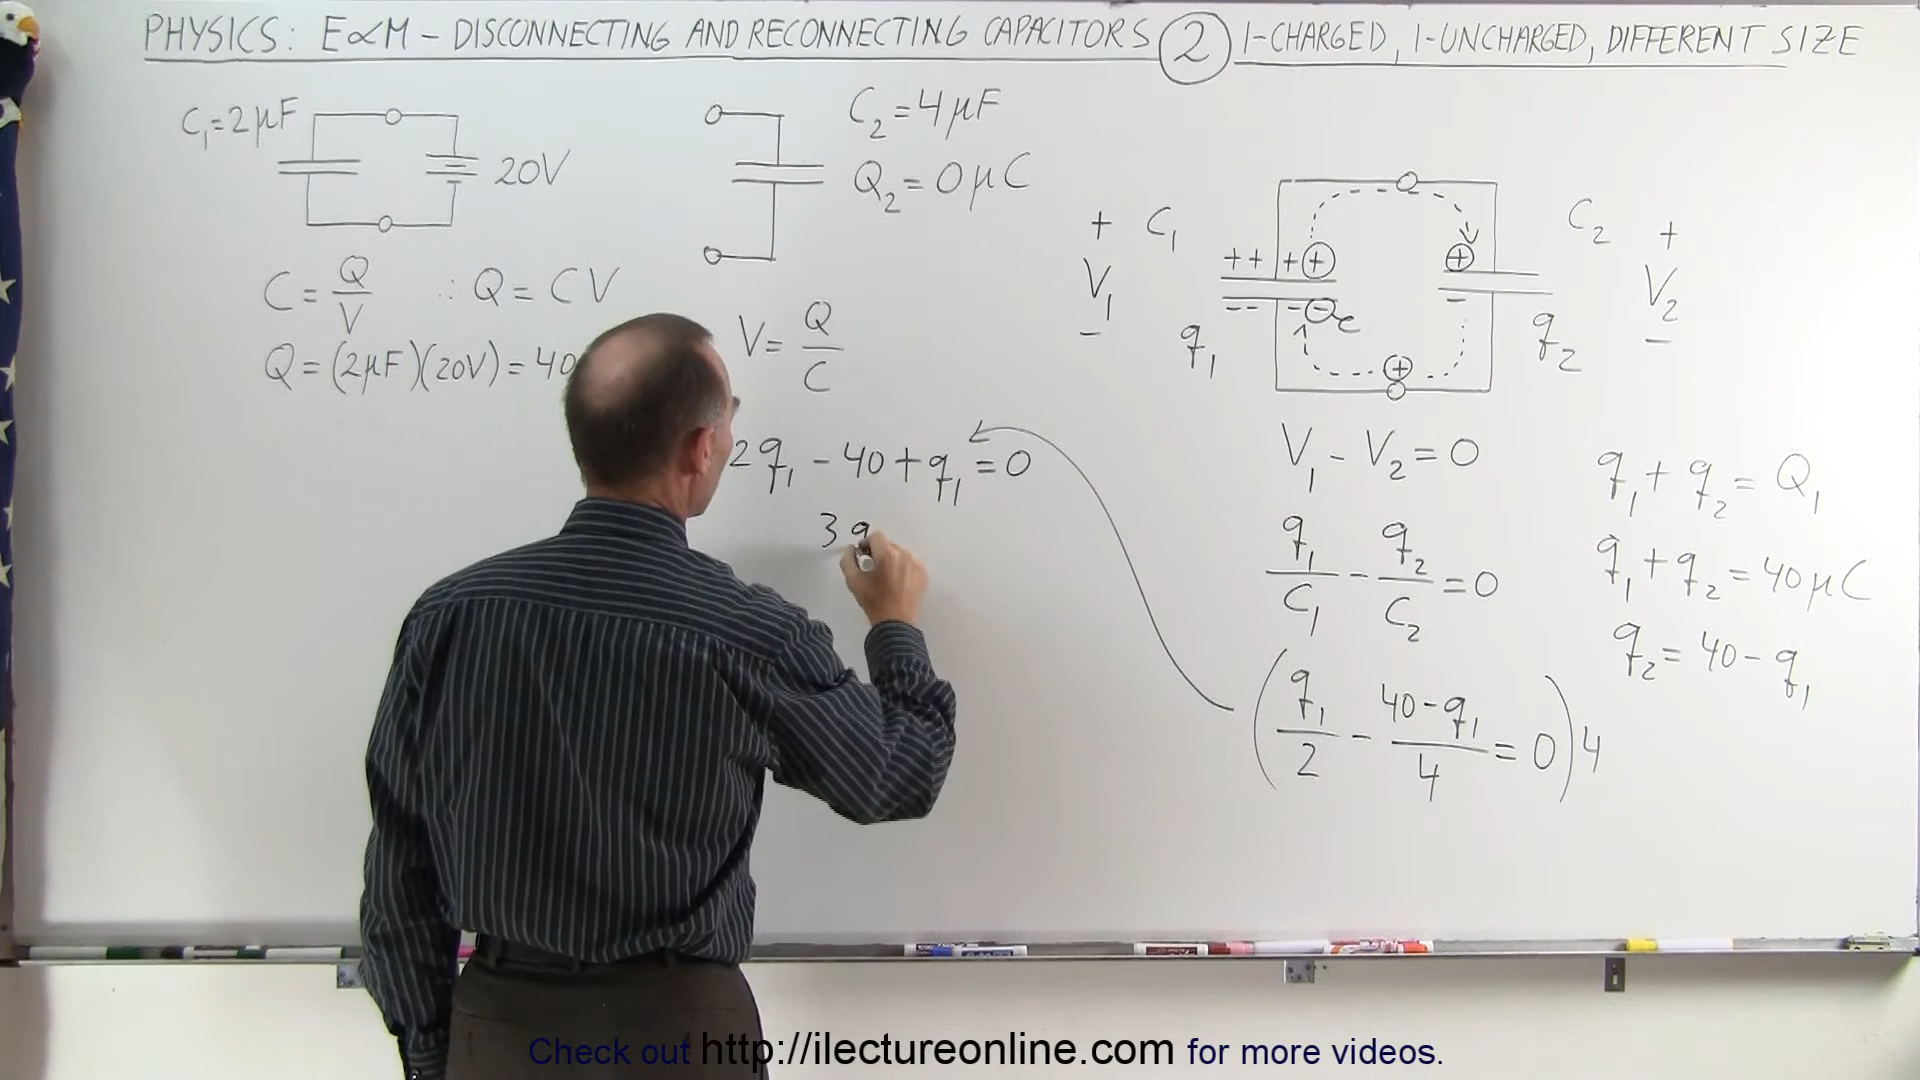 PHYSICS: E∝M – DISCONNECTING AND RECONNECTING CAPACITORS ② 1-CHARGED, 1-UNCHARGED, DIFFERENT SIZE
C₁=2μF
20V
C = Q/V ∴ Q = CV
Q = (2μF)(20V) = 40
C₂=4μF
Q₂=0μC
V = Q/C
2q₁ – 40 + q₁ = 0
3q
+ C₁ C₂ +
+ + + ⊕ ⊕
V₁ V₂
– – – ⊖ e –
– q₁ q₂ –
⊕
V₁ – V₂ = 0
q₁/C₁ – q₂/C₂ = 0
(q₁/2 – (40–q₁)/4 = 0)4
q₁ + q₂ = Q₁
q₁ + q₂ = 40μC
q₂ = 40 – q₁
Check out http://ilectureonline.com for more videos.